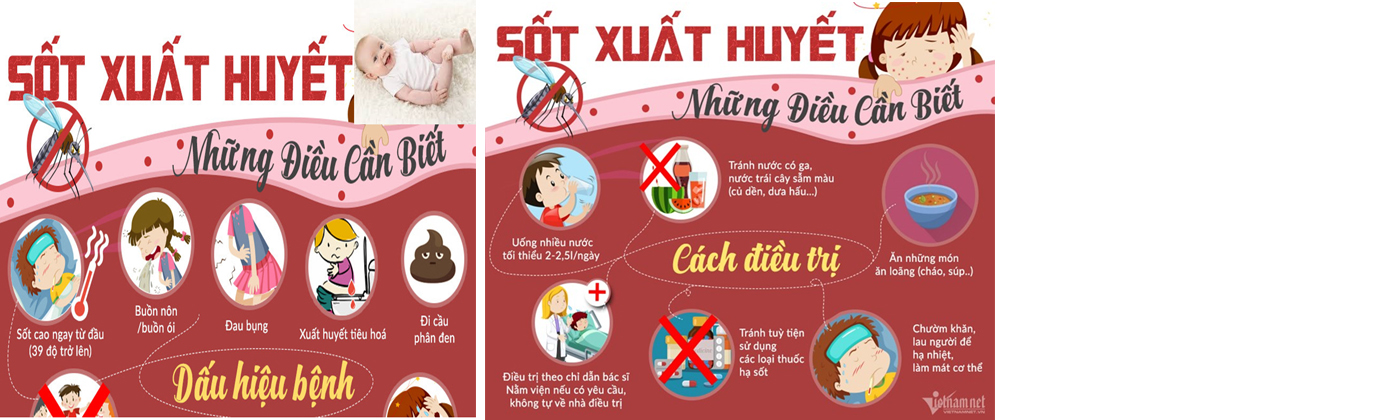 SỐT XUẤT HUYẾT
Những Điều Cần Biết
Sốt cao ngay từ đầu
(39 độ trở lên)
Buồn nôn
/buồn ói
Đau bụng
Xuất huyết tiêu hoá
Đi cầu
phân đen
Dấu hiệu bệnh
SỐT XUẤT HUYẾT
Những Điều Cần Biết
Uống nhiều nước
tối thiểu 2-2,5l/ngày
Tránh nước có ga,
nước trái cây sẫm màu
(củ dền, dưa hấu...)
Ăn những món
ăn loãng (cháo, súp..)
Cách điều trị
Điều trị theo chỉ dẫn bác sĩ
Nằm viện nếu có yêu cầu,
không tự về nhà điều trị
Tránh tuỳ tiện
sử dụng
các loại thuốc
hạ sốt
Chườm khăn,
lau người để
hạ nhiệt,
làm mát cơ thể
vietnamnet
VIETNAMNET.VN